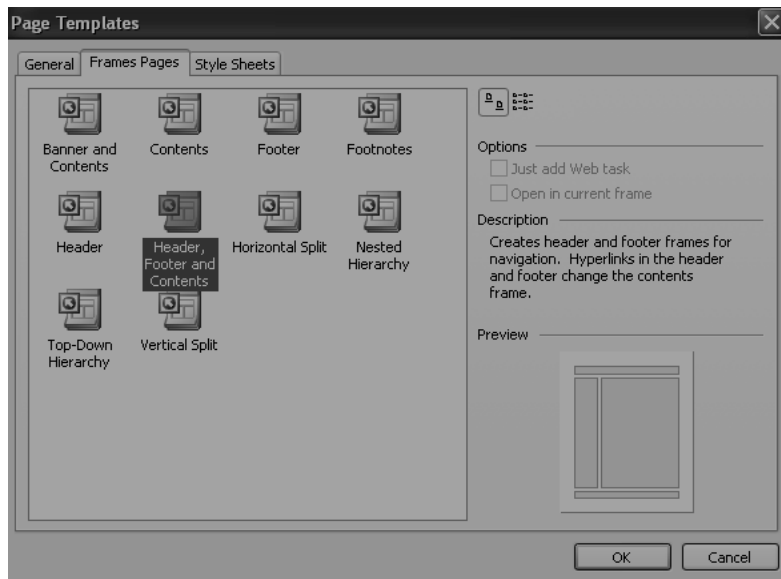 Page Templates
General
Frames Pages
Style Sheets
Banner and
Contents
Contents
Footer
Footnotes
Header
Header,
Footer and
Contents
Horizontal Split
Nested
Hierarchy
Top-Down
Hierarchy
Vertical Split
Options
Just add Web task
Open in current frame
Description
Creates header and footer frames for
navigation. Hyperlinks in the header
and footer change the contents
frame.
Preview
OK
Cancel